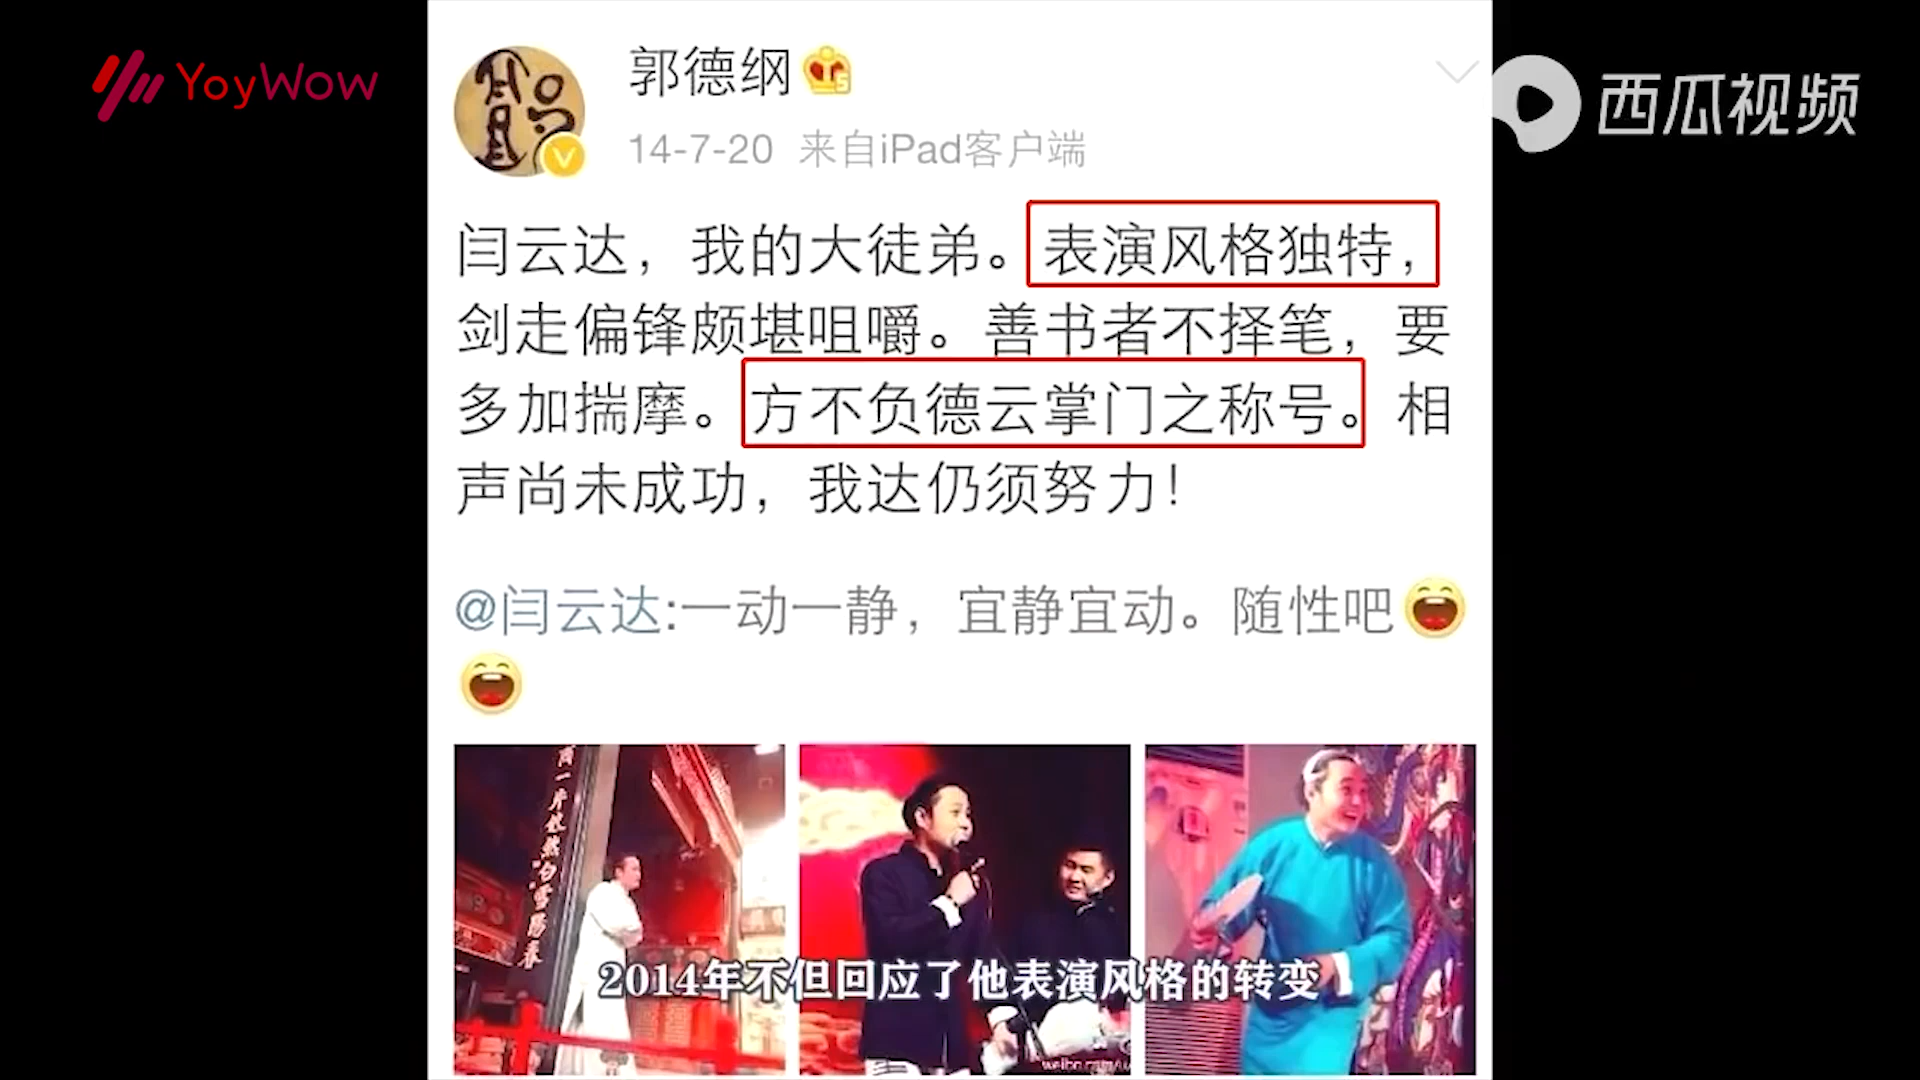 YoyWow
西瓜视频
郭德纲
14-7-20 来自iPad客户端
闫云达，我的大徒弟。表演风格独特，
剑走偏锋颇堪咀嚼。善书者不择笔，要
多加揣摩。方不负德云掌门之称号。相
声尚未成功，我达仍须努力！
@闫云达:一动一静，宜静宜动。随性吧
2014年不但回应了他表演风格的转变